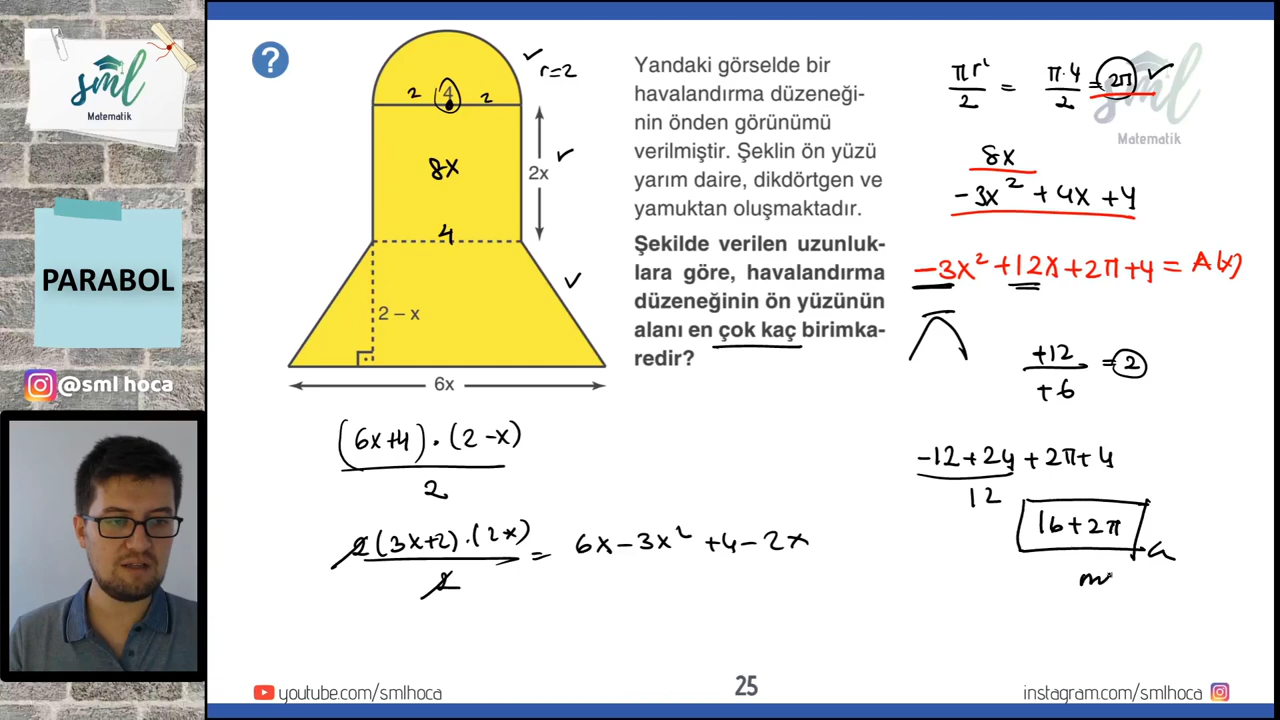 sml
Matematik
PARABOL
@sml hoca
?
r=2
2 4 2
8x
2x
4
2 – x
6x
Yandaki görselde bir
havalandırma düzeneği-
nin önden görünümü
verilmiştir. Şeklin ön yüzü
yarım daire, dikdörtgen ve
yamuktan oluşmaktadır.
Şekilde verilen uzunluk-
lara göre, havalandırma
düzeneğinin ön yüzünün
alanı en çok kaç birimka-
redir?
(6x+4).(2-x)
2
2(3x+2).(2-x)
2
= 6x-3x² +4-2x
πr²/2 = π.4/2 = 2π
sml
Matematik
8x
-3x² +4x+4
-3x²+12x+2π+4=A(x)
+12/+6 = 2
-12+24+2π+4
12
16+2π
youtube.com/smlhoca
25
instagram.com/smlhoca